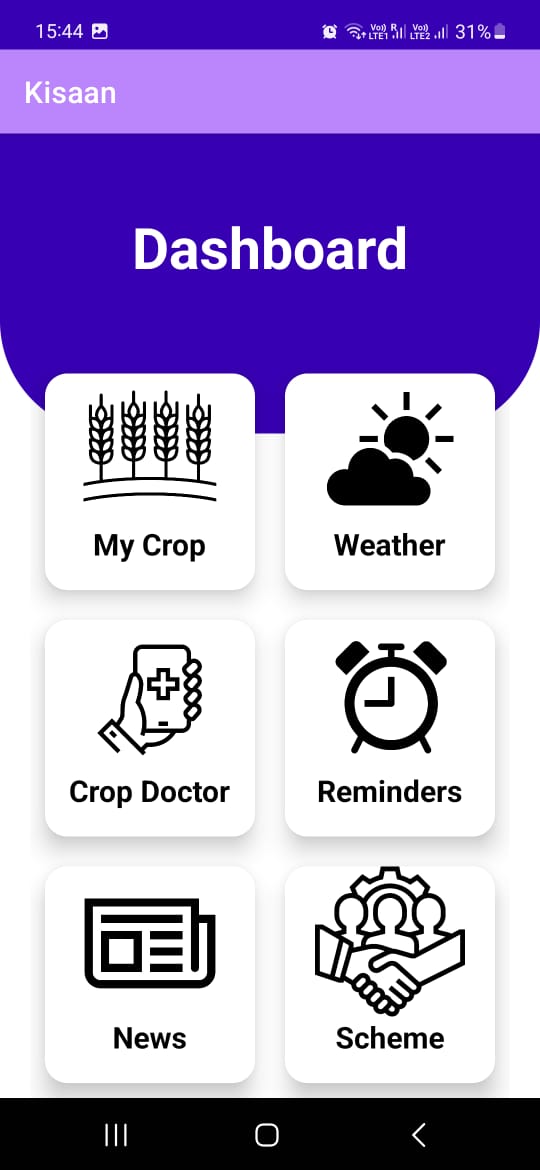 15:44 Vo)) R Vo)) 31%
LTE1 LTE2
Kisaan
Dashboard
My Crop Weather
Crop Doctor Reminders
News Scheme